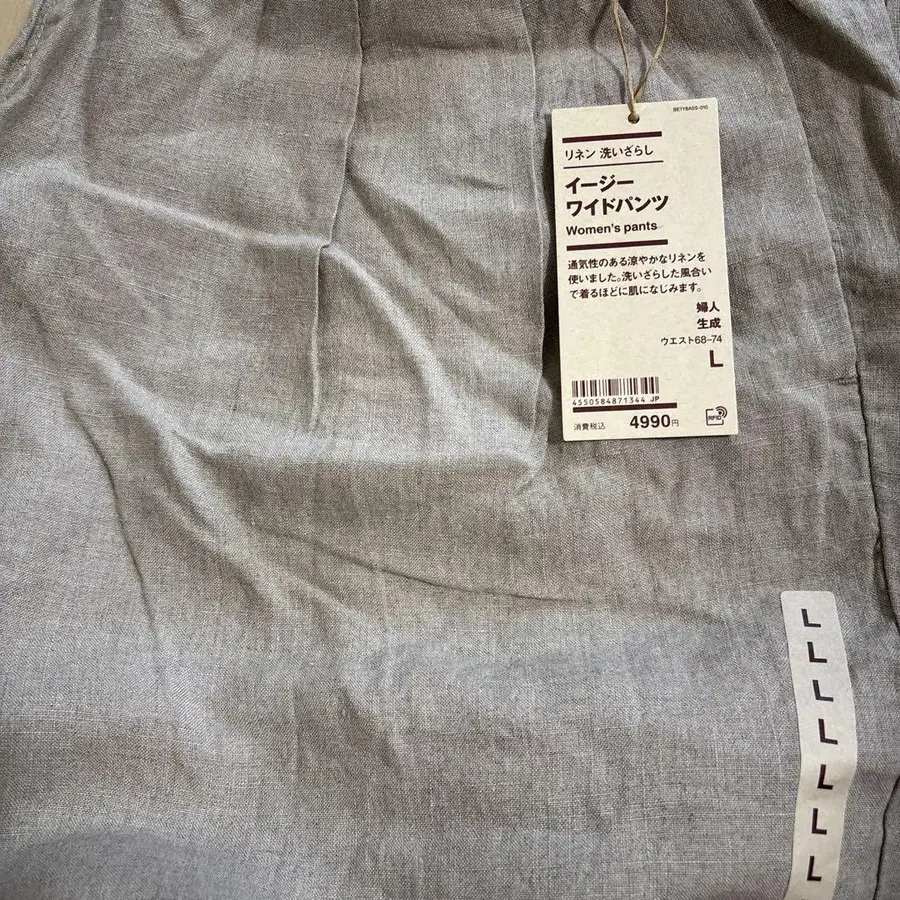 BE1Y8A5S-010
リネン 洗いざらし
イージー
ワイドパンツ
Women's pants
通気性のある涼やかなリネンを
使いました。洗いざらした風合い
で着るほどに肌になじみます。
婦人
生成
ウエスト68-74
L
4550584871344 JP
消費税込 4990円
RFID
L
L
L
L
L
L
L